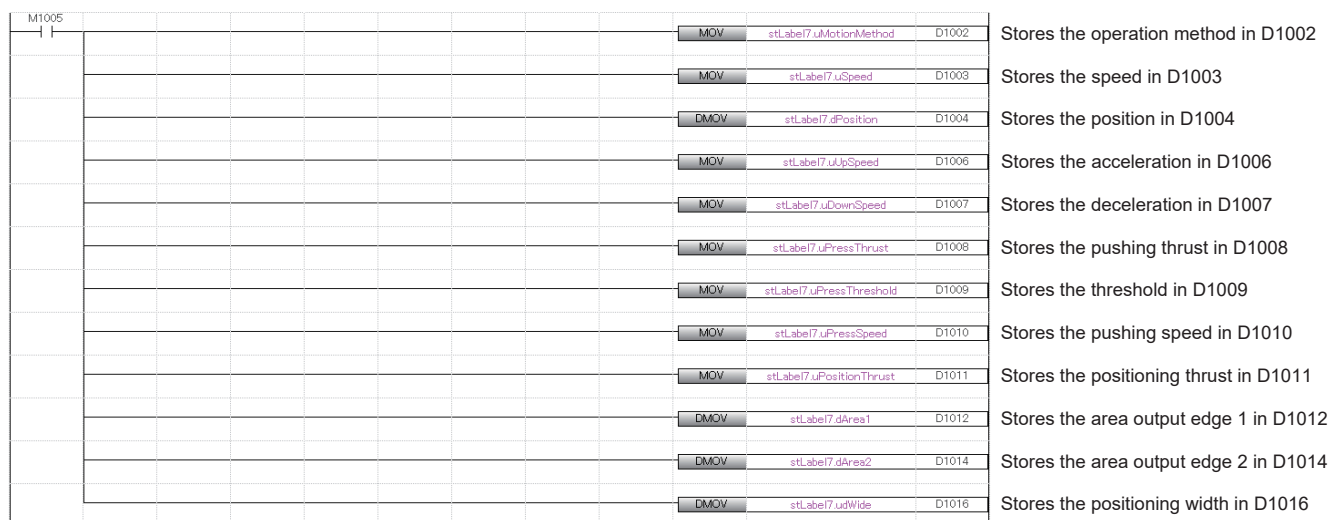 M1005
MOV stLabel7.uMotionMethod D1002 Stores the operation method in D1002
MOV stLabel7.uSpeed D1003 Stores the speed in D1003
DMOV stLabel7.dPosition D1004 Stores the position in D1004
MOV stLabel7.uUpSpeed D1006 Stores the acceleration in D1006
MOV stLabel7.uDownSpeed D1007 Stores the deceleration in D1007
MOV stLabel7.uPressThrust D1008 Stores the pushing thrust in D1008
MOV stLabel7.uPressThreshold D1009 Stores the threshold in D1009
MOV stLabel7.uPressSpeed D1010 Stores the pushing speed in D1010
MOV stLabel7.uPositionThrust D1011 Stores the positioning thrust in D1011
DMOV stLabel7.dArea1 D1012 Stores the area output edge 1 in D1012
DMOV stLabel7.dArea2 D1014 Stores the area output edge 2 in D1014
DMOV stLabel7.udWide D1016 Stores the positioning width in D1016